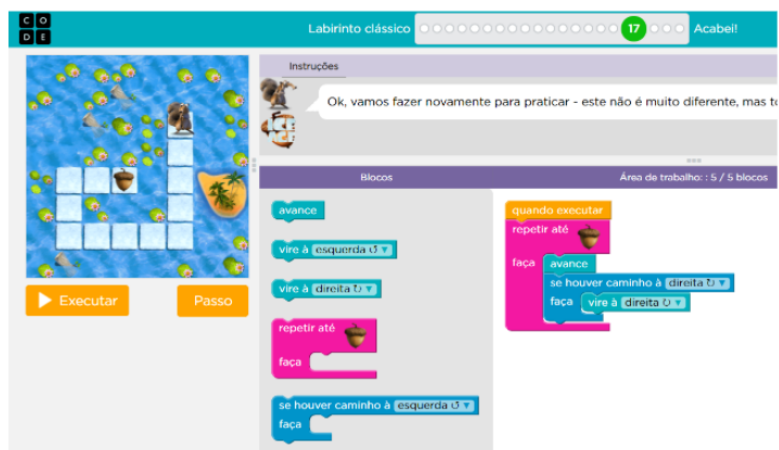 C O
D E
Labirinto clássico
17
Acabei!
Instruções
Ok, vamos fazer novamente para praticar - este não é muito diferente, mas
Blocos
Área de trabalho: : 5 / 5 blocos
avance
vire à esquerda ↺ ▼
vire à direita ↻ ▼
repetir até
faça
se houver caminho à esquerda ↺ ▼
faça
quando executar
repetir até
faça
avance
se houver caminho à direita ↻ ▼
faça
vire à direita ↻ ▼
Executar
Passo